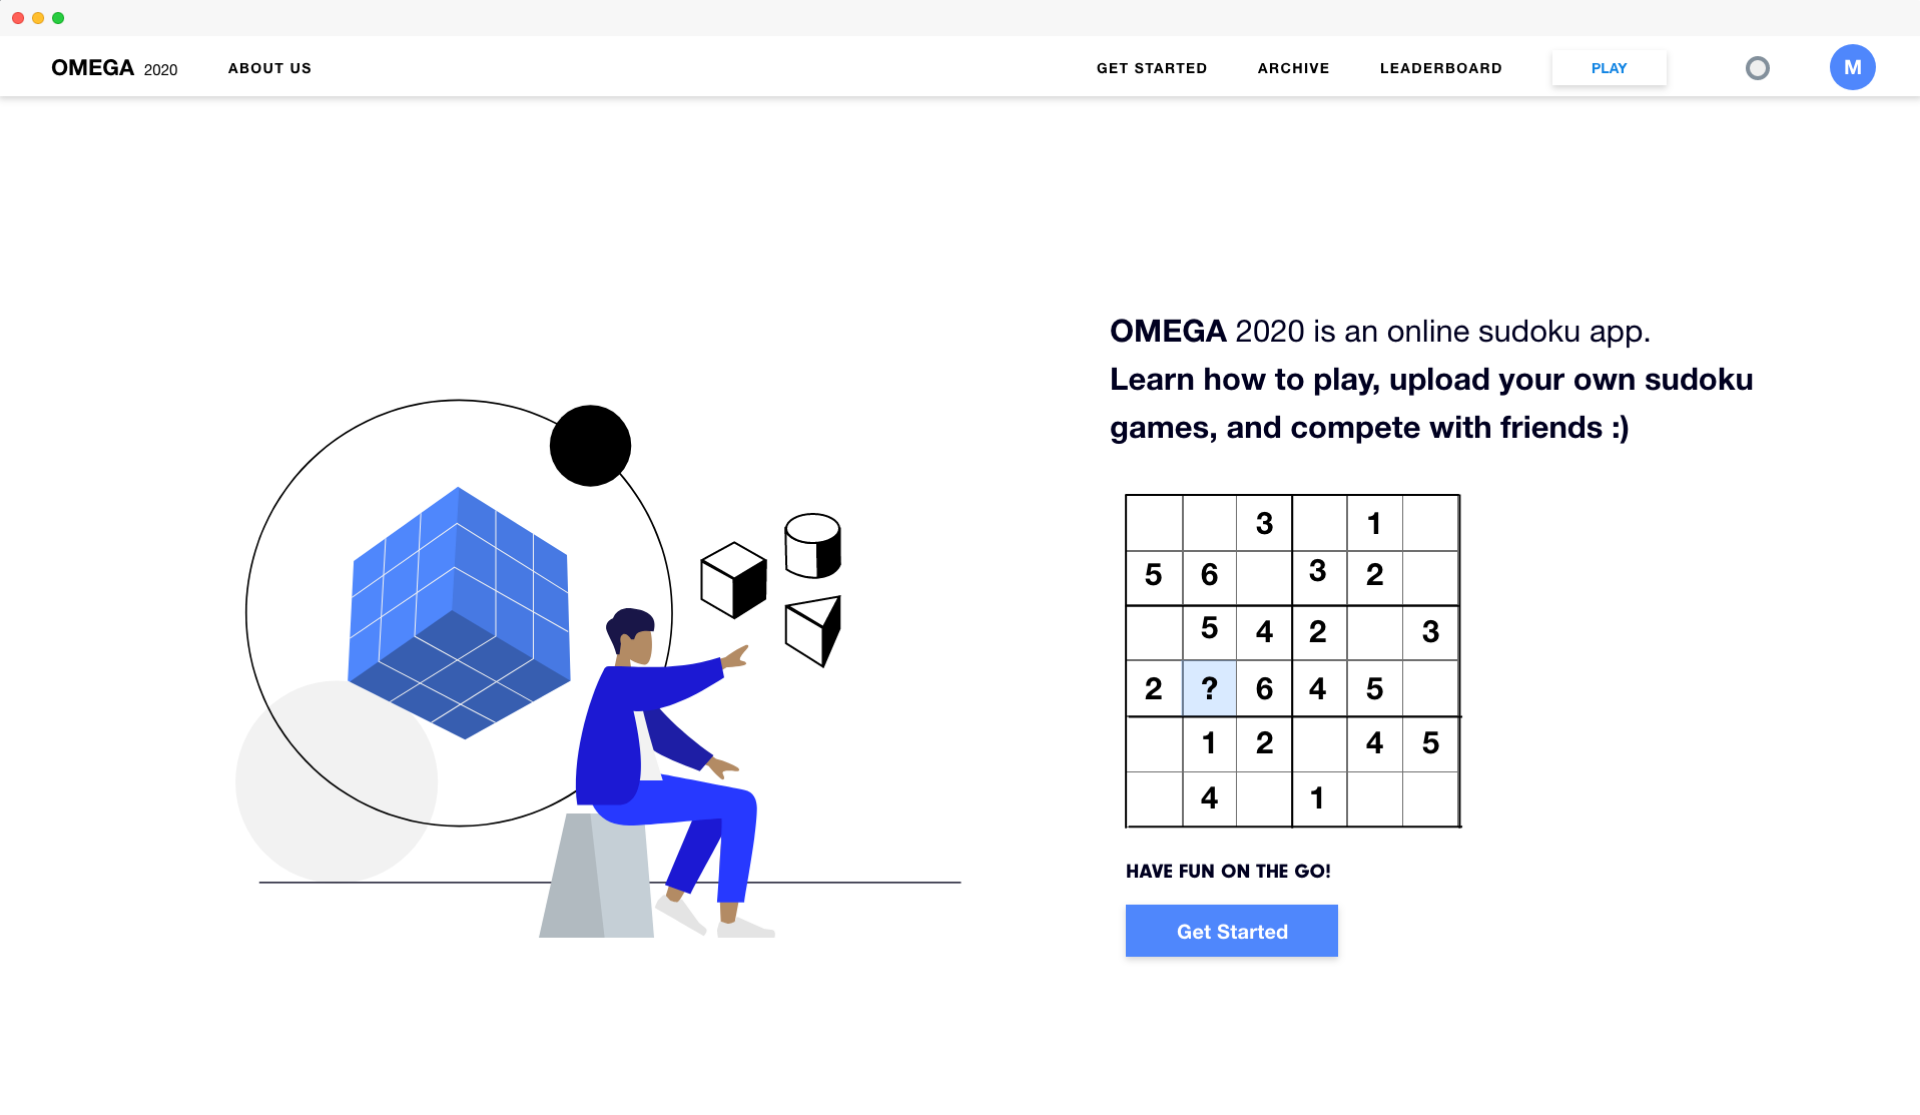 OMEGA 2020 ABOUT US GET STARTED ARCHIVE LEADERBOARD PLAY M
OMEGA 2020 is an online sudoku app.
Learn how to play, upload your own sudoku
games, and compete with friends :)
3 1
5 6 3 2
5 4 2 3
2 ? 6 4 5
1 2 4 5
4 1
HAVE FUN ON THE GO!
Get Started